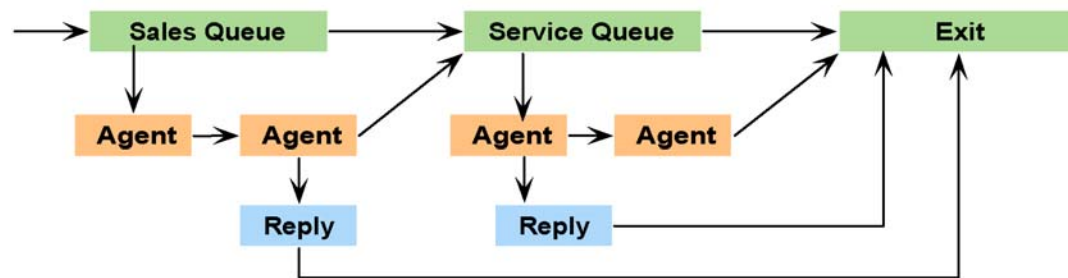 Sales Queue
Service Queue
Exit
Agent
Agent
Agent
Agent
Reply
Reply